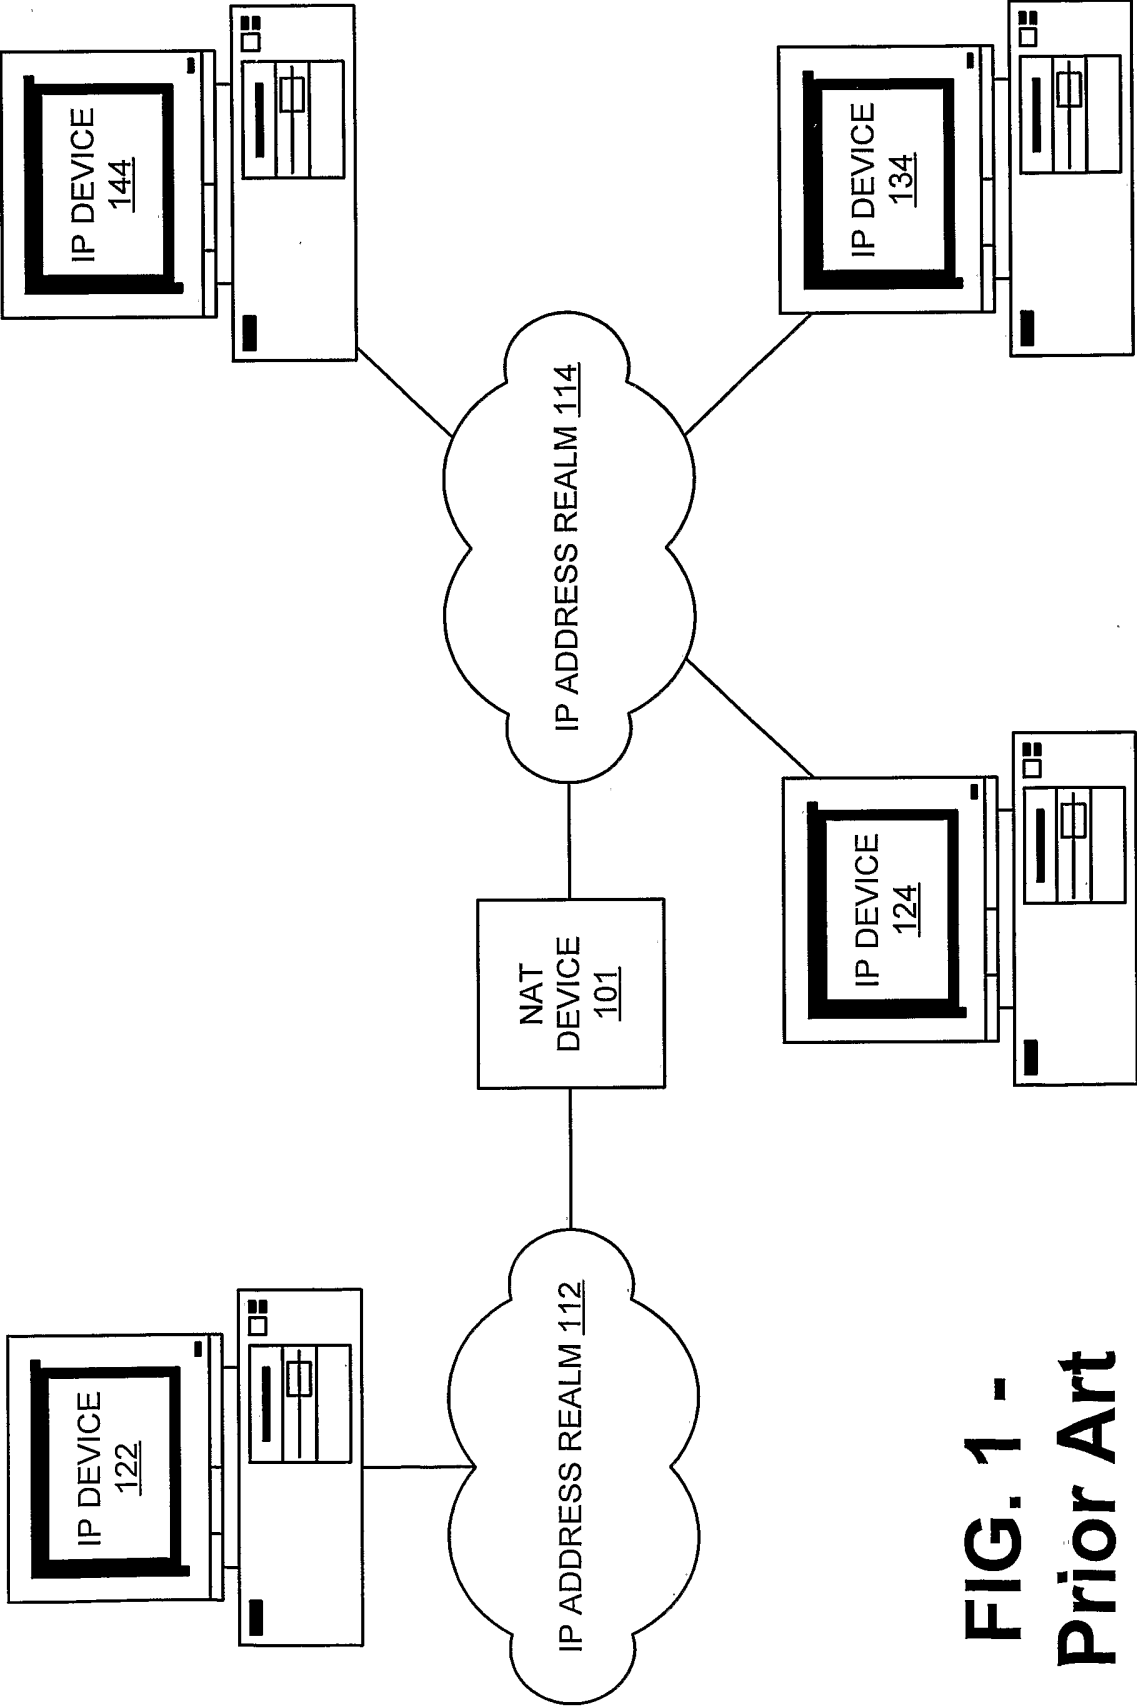 IP DEVICE
122
IP ADDRESS REALM 112
NAT
DEVICE
101
IP ADDRESS REALM 114
IP DEVICE
144
IP DEVICE
124
IP DEVICE
134
FIG. 1 -
Prior Art